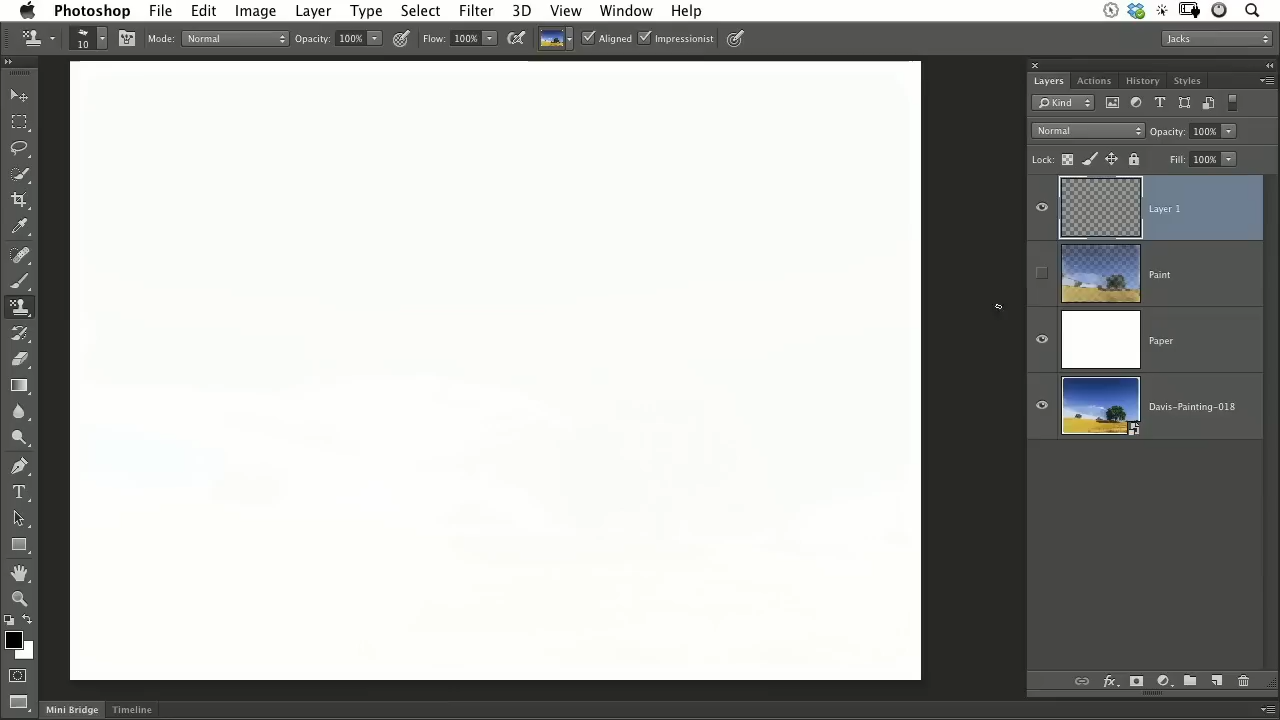 Photoshop File Edit Image Layer Type Select Filter 3D View Window Help
10 Mode: Normal Opacity: 100% Flow: 100% Aligned Impressionist Jacks
Layers Actions History Styles
Kind
Normal Opacity: 100%
Lock: Fill: 100%
Layer 1
Paint
Paper
Davis-Painting-018
fx
Mini Bridge Timeline